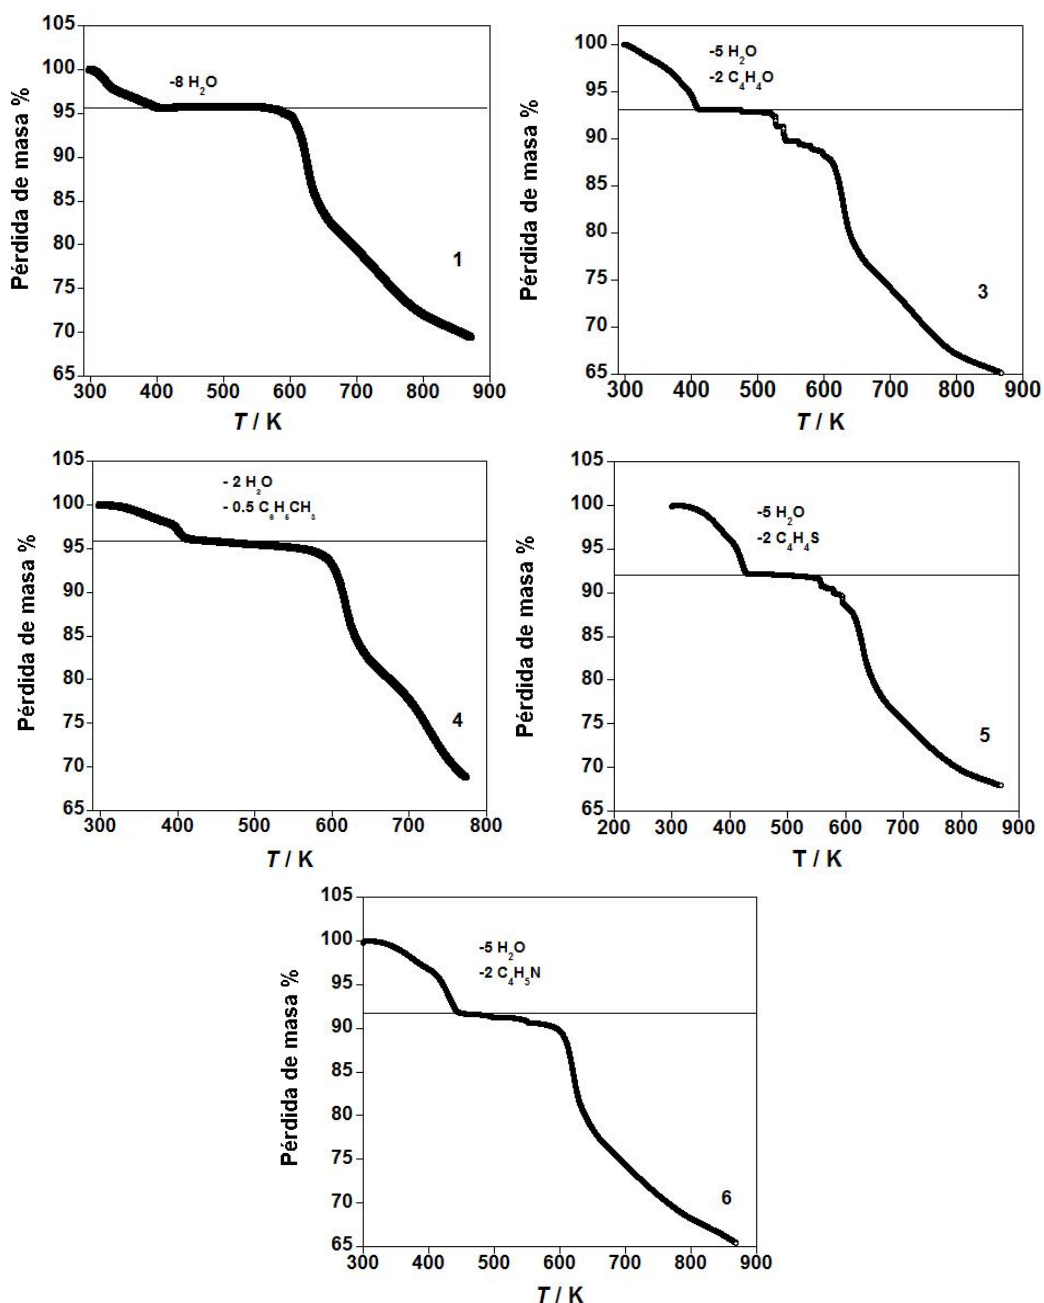 105
100
95
90
85
80
75
70
65
Pérdida de masa %
-8 H₂O
1
300 400 500 600 700 800 900
T / K
100
95
90
85
80
75
70
65
Pérdida de masa %
-5 H₂O
-2 C₄H₄O
3
300 400 500 600 700 800 900
T / K
105
100
95
90
85
80
75
70
65
Pérdida de masa %
- 2 H₂O
- 0.5 C₆H₅CH₃
4
300 400 500 600 700 800
T / K
105
100
95
90
85
80
75
70
65
Pérdida de masa %
-5 H₂O
-2 C₄H₄S
5
200 300 400 500 600 700 800 900
T / K
105
100
95
90
85
80
75
70
65
Pérdida de masa %
-5 H₂O
-2 C₄H₅N
6
300 400 500 600 700 800 900
T / K